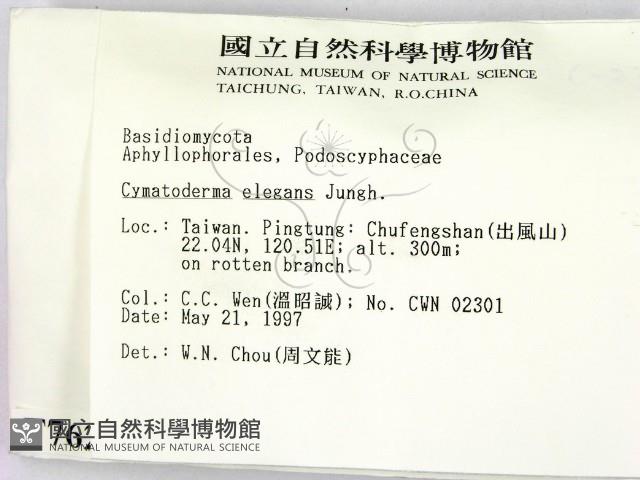 國立自然科學博物館
NATIONAL MUSEUM OF NATURAL SCIENCE
TAICHUNG, TAIWAN, R.O.CHINA
Basidiomycota
Aphyllophorales, Podoscyphaceae
Cymatoderma elegans Jungh.
Loc.: Taiwan. Pingtung: Chufengshan(出風山)
22.04N, 120.51E; alt. 300m;
on rotten branch.
Col.: C.C. Wen(溫昭誠); No. CWN 02301
Date: May 21, 1997
Det.: W.N. Chou(周文能)
國立自然科學博物館
NATIONAL MUSEUM OF NATURAL SCIENCE